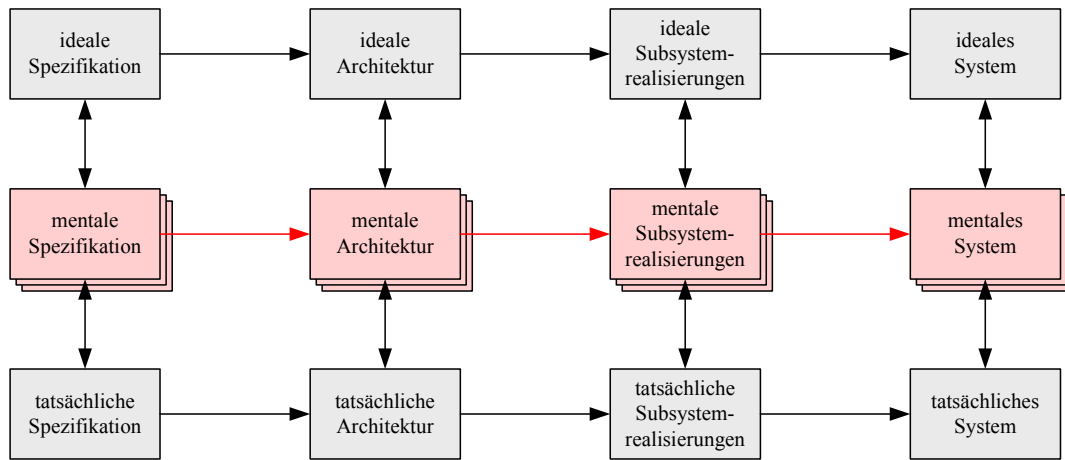 ideale
Spezifikation
ideale
Architektur
ideale
Subsystem-
realisierungen
ideales
System
mentale
Spezifikation
mentale
Architektur
mentale
Subsystem-
realisierungen
mentales
System
tatsächliche
Spezifikation
tatsächliche
Architektur
tatsächliche
Subsystem-
realisierungen
tatsächliches
System